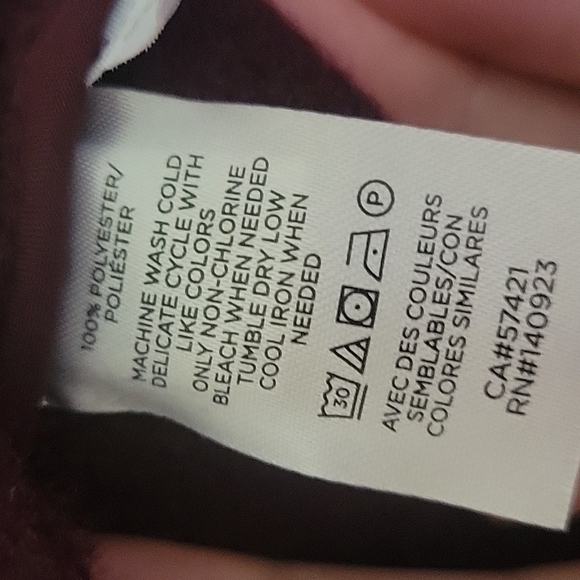 100% POLYESTER/
POLIÉSTER
MACHINE WASH COLD
DELICATE CYCLE WITH
LIKE COLORS
ONLY NON-CHLORINE
BLEACH WHEN NEEDED
TUMBLE DRY LOW
COOL IRON WHEN
NEEDED
30 P
AVEC DES COULEURS
SEMBLABLES/CON
COLORES SIMILARES
CA#57421
RN#140923